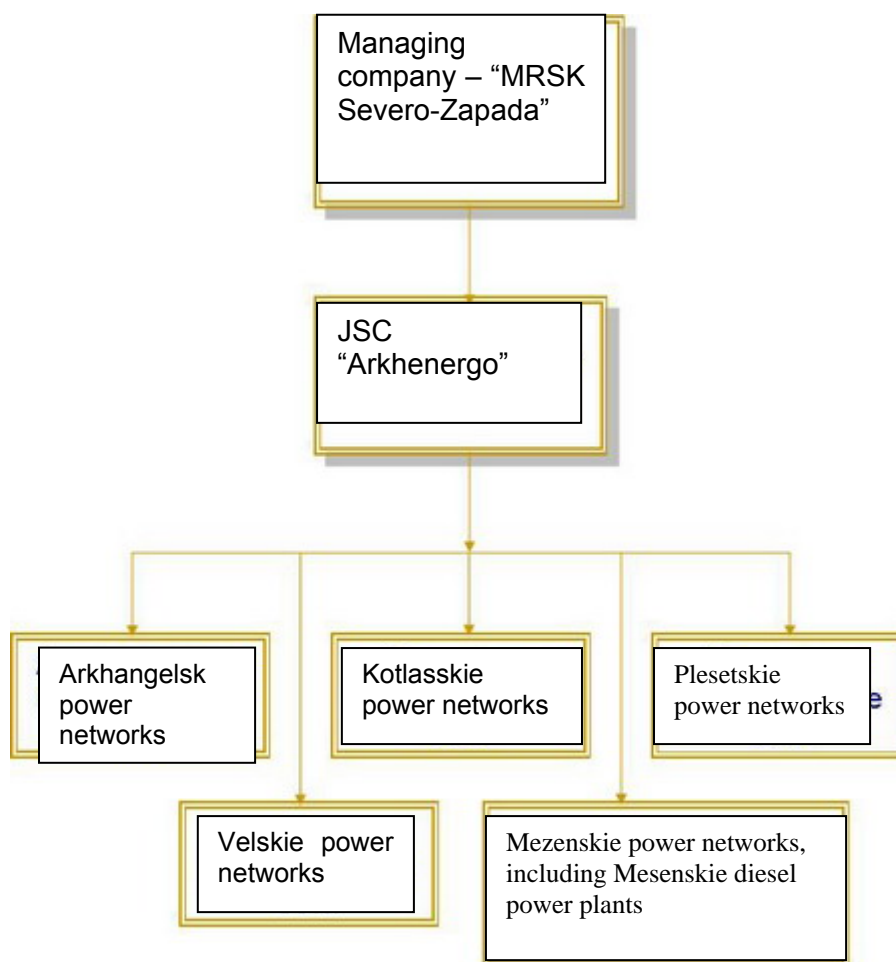 Managing
company – “MRSK
Severo-Zapada”
JSC
“Arkhenergo”
Arkhangelsk
power
networks
Kotlasskie
power networks
Plesetskie
power networks
Velskie power
networks
Mezenskie power networks,
including Mesenskie diesel
power plants